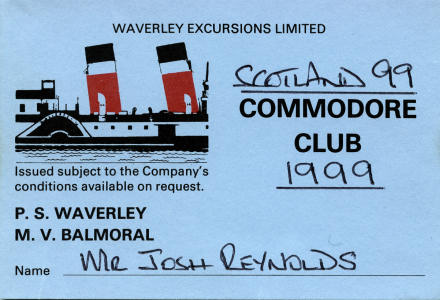 WAVERLEY EXCURSIONS LIMITED
SCOTLAND 99
COMMODORE
CLUB
1999
Issued subject to the Company's
conditions available on request.
P. S. WAVERLEY
M. V. BALMORAL
Name MR JOSH REYNOLDS